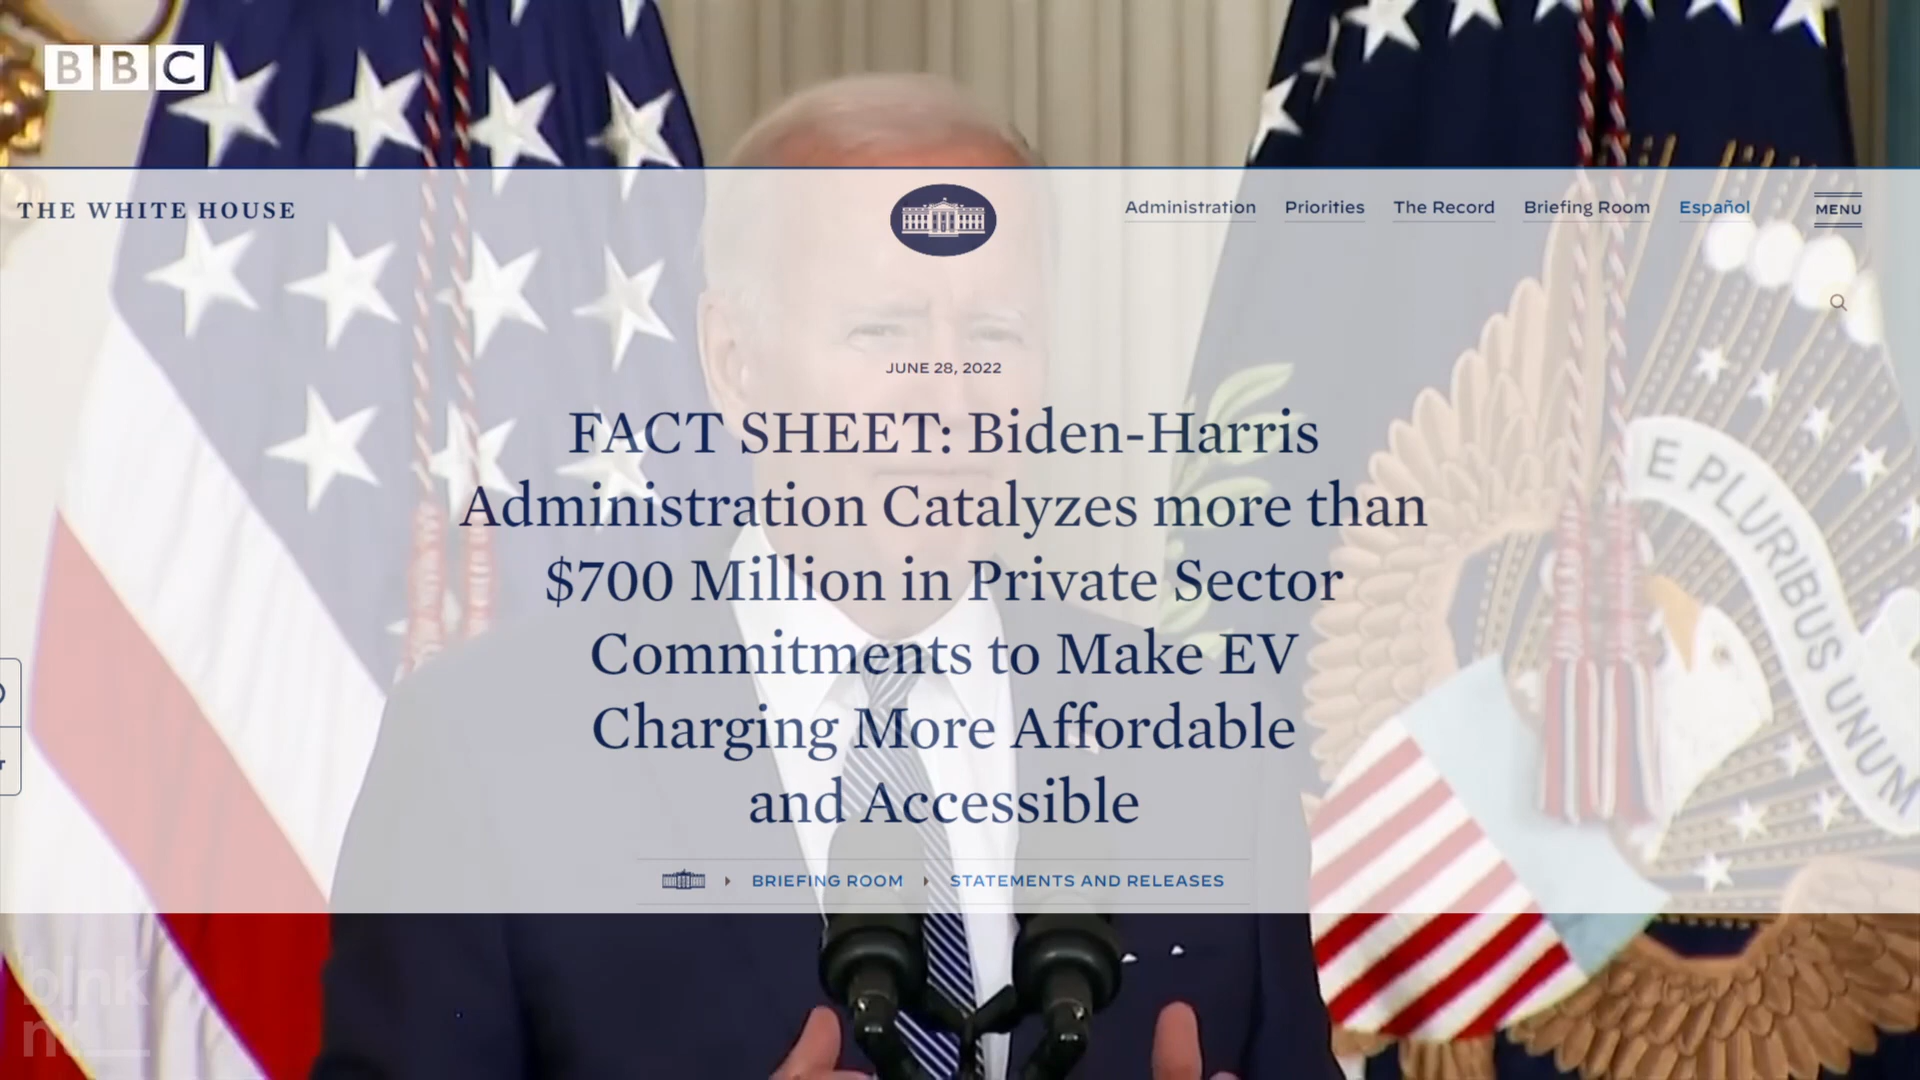 BBC
THE WHITE HOUSE
Administration Priorities The Record Briefing Room Español MENU
JUNE 28, 2022
FACT SHEET: Biden-Harris
Administration Catalyzes more than
$700 Million in Private Sector
Commitments to Make EV
Charging More Affordable
and Accessible
BRIEFING ROOM STATEMENTS AND RELEASES
E PLURIBUS UNUM
blnk